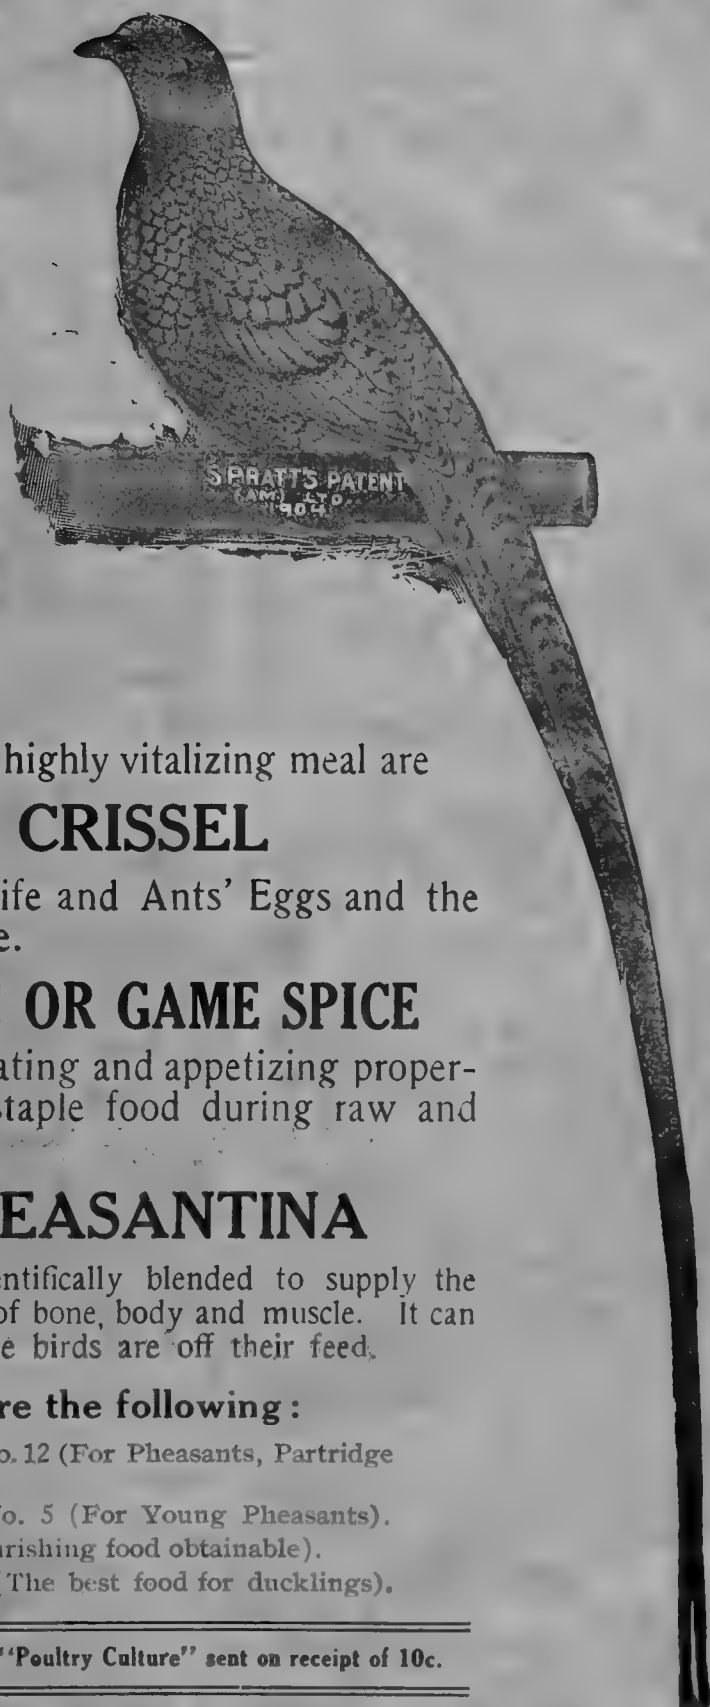 SPRATT'S PATENT
(AM) LTD.
1904
highly vitalizing meal are
CRISSEL
ife and Ants' Eggs and the
e.
OR GAME SPICE
ating and appetizing proper-
staple food during raw and
EASANTINA
entifically blended to supply the
of bone, body and muscle. It can
e birds are off their feed.
re the following:
o. 12 (For Pheasants, Partridge
No. 5 (For Young Pheasants).
urishing food obtainable).
(The best food for ducklings).
"Poultry Culture" sent on receipt of 10c.